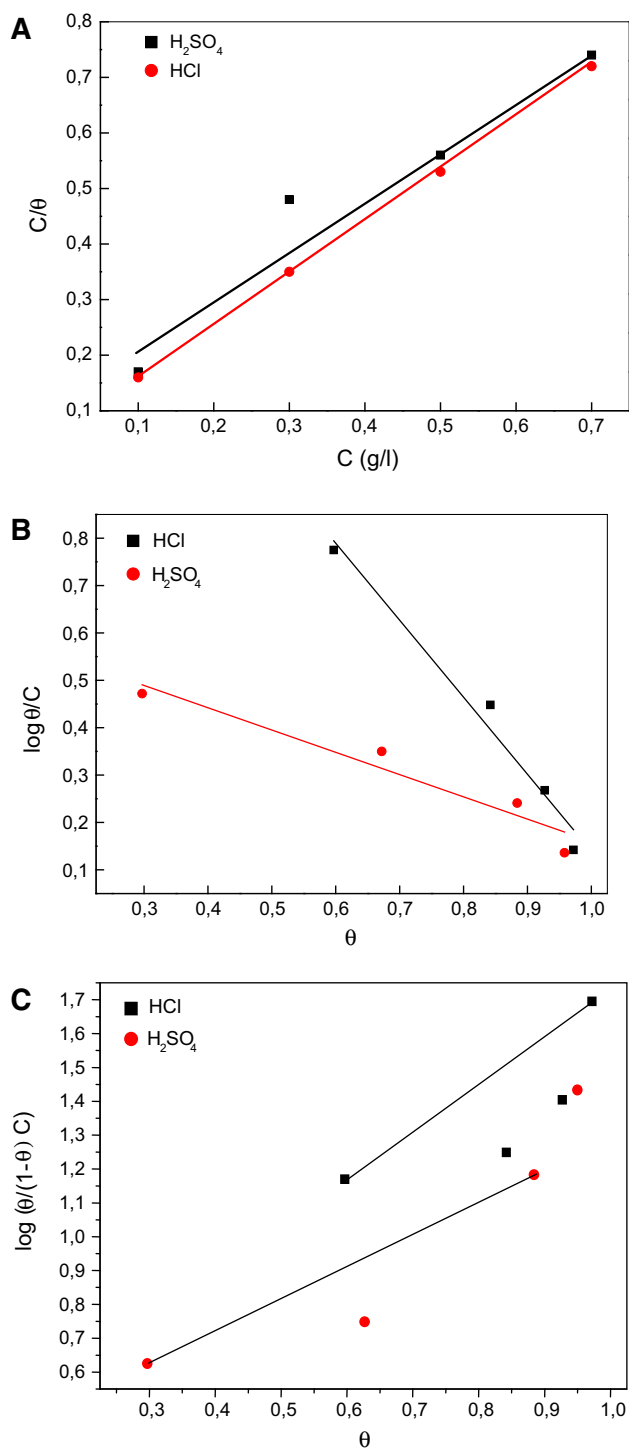 A
H₂SO₄
HCl
C/θ
0,8
0,7
0,6
0,5
0,4
0,3
0,2
0,1
0,1 0,2 0,3 0,4 0,5 0,6 0,7
C (g/l)
B
HCl
H₂SO₄
log θ/C
0,8
0,7
0,6
0,5
0,4
0,3
0,2
0,1
0,3 0,4 0,5 0,6 0,7 0,8 0,9 1,0
θ
C
HCl
H₂SO₄
log (θ/(1-θ) C)
1,7
1,6
1,5
1,4
1,3
1,2
1,1
1,0
0,9
0,8
0,7
0,6
0,3 0,4 0,5 0,6 0,7 0,8 0,9 1,0
θ